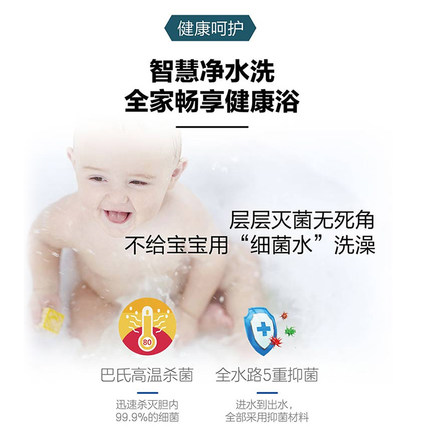 健康呵护
智慧净水洗
全家畅享健康浴
层层灭菌无死角
不给宝宝用“细菌水”洗澡
80
巴氏高温杀菌
全水路5重抑菌
迅速杀灭胆内
99.9%的细菌
进水到出水，
全部采用抑菌材料